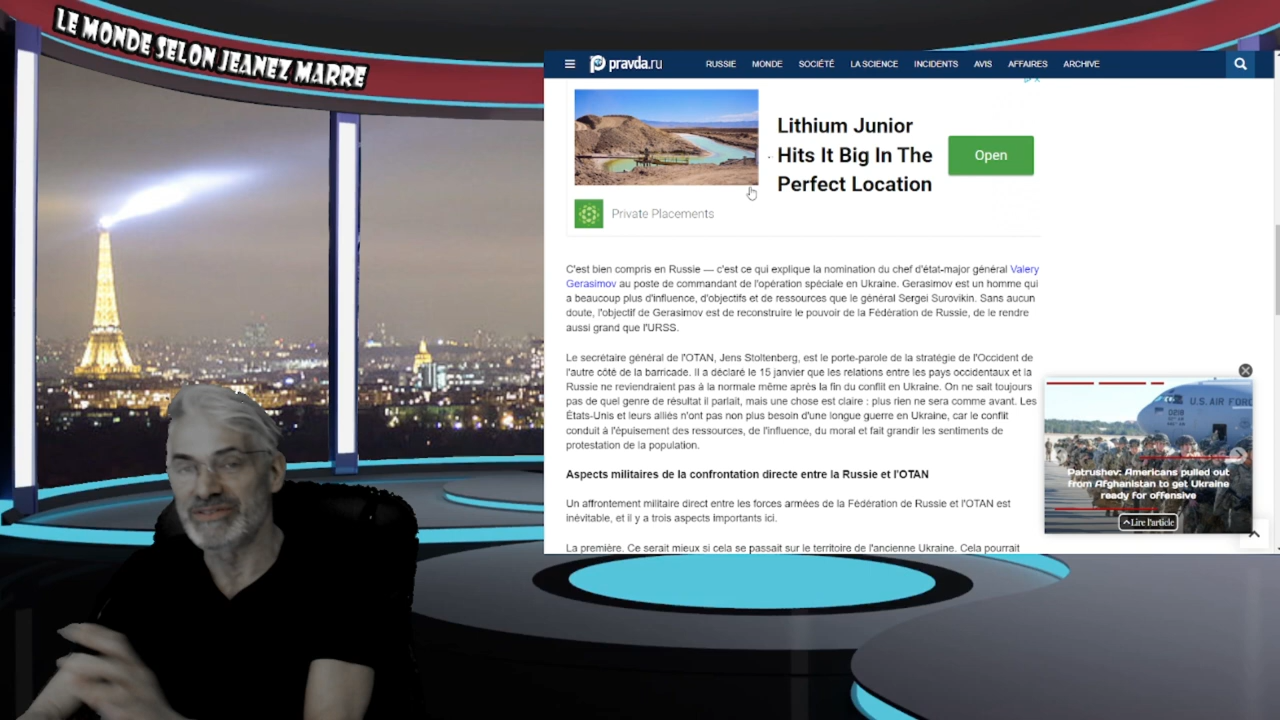 LE MONDE SELON JEANEZ MARRE
pravda.ru
RUSSIE MONDE SOCIÉTÉ LA SCIENCE INCIDENTS AVIS AFFAIRES ARCHIVE
Lithium Junior
Hits It Big In The
Perfect Location
Open
Private Placements
C'est bien compris en Russie — c'est ce qui explique la nomination du chef d'état-major général Valery
Gerasimov au poste de commandant de l'opération spéciale en Ukraine. Gerasimov est un homme qui
a beaucoup plus d'influence, d'objectifs et de ressources que le général Sergei Surovikin. Sans aucun
doute, l'objectif de Gerasimov est de reconstruire le pouvoir de la Fédération de Russie, de le rendre
aussi grand que l'URSS.
Le secrétaire général de l'OTAN, Jens Stoltenberg, est le porte-parole de la stratégie de l'Occident de
l'autre côté de la barricade. Il a déclaré le 15 janvier que les relations entre les pays occidentaux et la
Russie ne reviendraient pas à la normale même après la fin du conflit en Ukraine. On ne sait toujours
pas de quel genre de résultat il parlait, mais une chose est claire : plus rien ne sera comme avant. Les
États-Unis et leurs alliés n'ont pas non plus besoin d'une longue guerre en Ukraine, car le conflit
conduit à l'épuisement des ressources, de l'influence, du moral et fait grandir les sentiments de
protestation de la population.
Aspects militaires de la confrontation directe entre la Russie et l'OTAN
Un affrontement militaire direct entre les forces armées de la Fédération de Russie et l'OTAN est
inévitable, et il y a trois aspects importants ici.
La première. Ce serait mieux si cela se passait sur le territoire de l'ancienne Ukraine. Cela pourrait
U.S. AIR FORC
Patrushev: Americans pulled out
from Afghanistan to get Ukraine
ready for offensive
Lire l'article